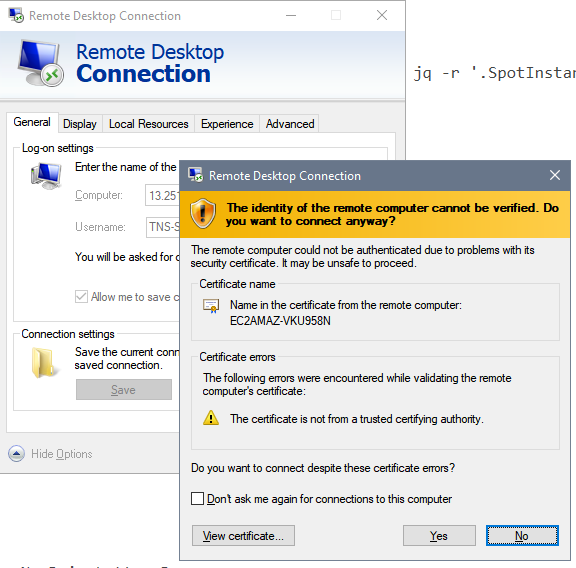 Remote Desktop Connection
Remote Desktop
Connection
jq -r '.SpotInstan
General Display Local Resources Experience Advanced
Log-on settings
Enter the name of the
Computer: 13.251
Username: TNS-S
You will be asked for
Allow me to save
Connection settings
Save the current
saved connection.
Save
Hide Options
Remote Desktop Connection
The identity of the remote computer cannot be verified. Do
you want to connect anyway?
The remote computer could not be authenticated due to problems with its
security certificate. It may be unsafe to proceed.
Certificate name
Name in the certificate from the remote computer:
EC2AMAZ-VKU958N
Certificate errors
The following errors were encountered while validating the remote
computer's certificate:
The certificate is not from a trusted certifying authority.
Do you want to connect despite these certificate errors?
Don't ask me again for connections to this computer
View certificate... Yes No